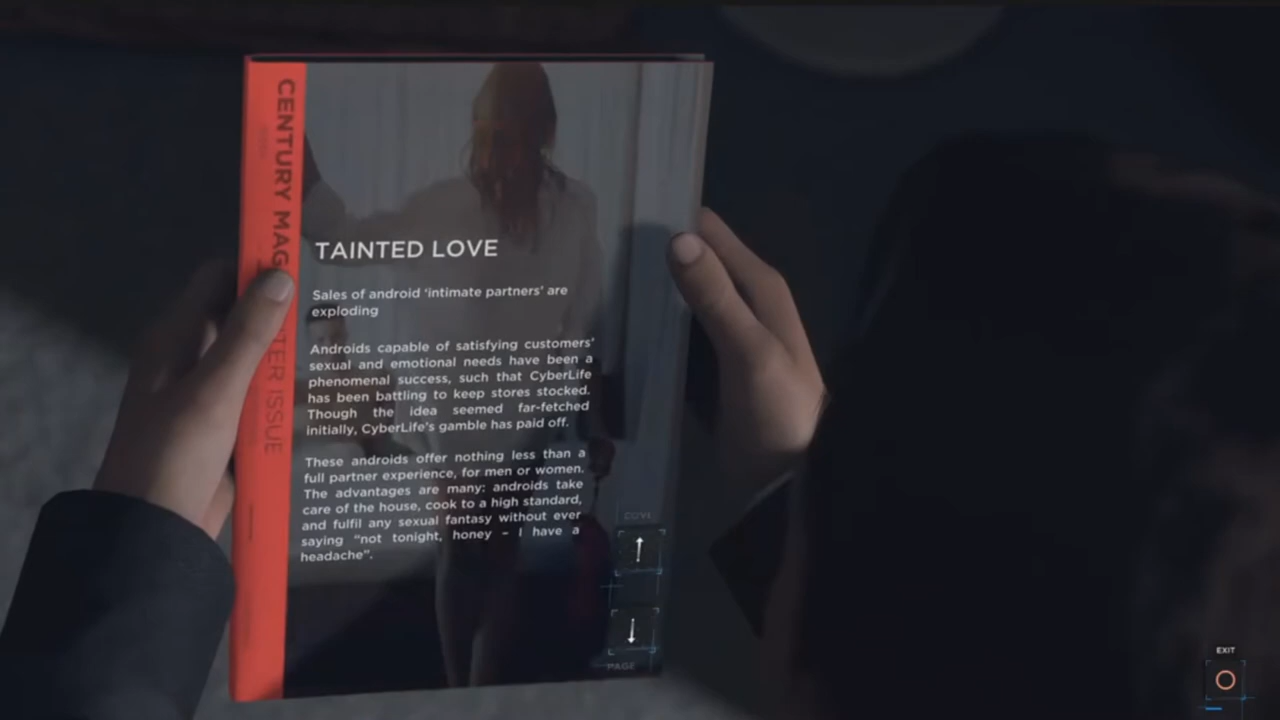 CENTURY MAG
TER ISSUE
TAINTED LOVE
Sales of android ‘intimate partners’ are
exploding
Androids capable of satisfying customers’
sexual and emotional needs have been a
phenomenal success, such that CyberLife
has been battling to keep stores stocked.
Though the idea seemed far-fetched
initially, CyberLife’s gamble has paid off.
These androids offer nothing less than a
full partner experience, for men or women.
The advantages are many: androids take
care of the house, cook to a high standard,
and fulfil any sexual fantasy without ever
saying “not tonight, honey – I have a
headache”.
PAGE
EXIT